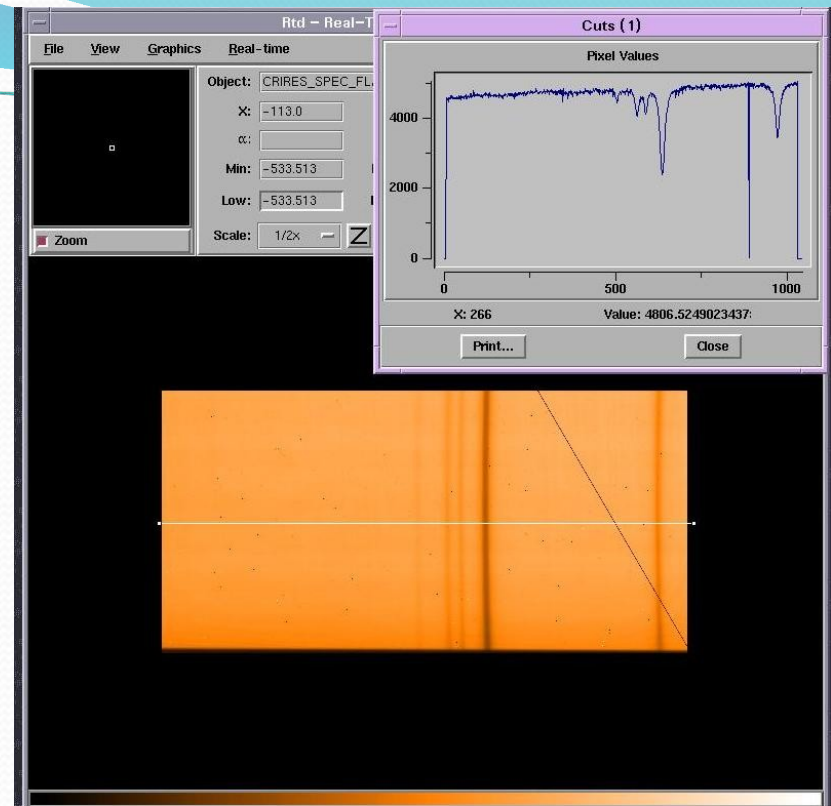 Rtd - Real-T
File View Graphics Real-time
Object: CRIRES_SPEC_FL
X: -113.0
α:
Min: -533.513
Low: -533.513
Scale: 1/2× Z
Zoom
Cuts (1)
Pixel Values
4000
2000
0
0 500 1000
X: 266 Value: 4806.5249023437
Print... Close